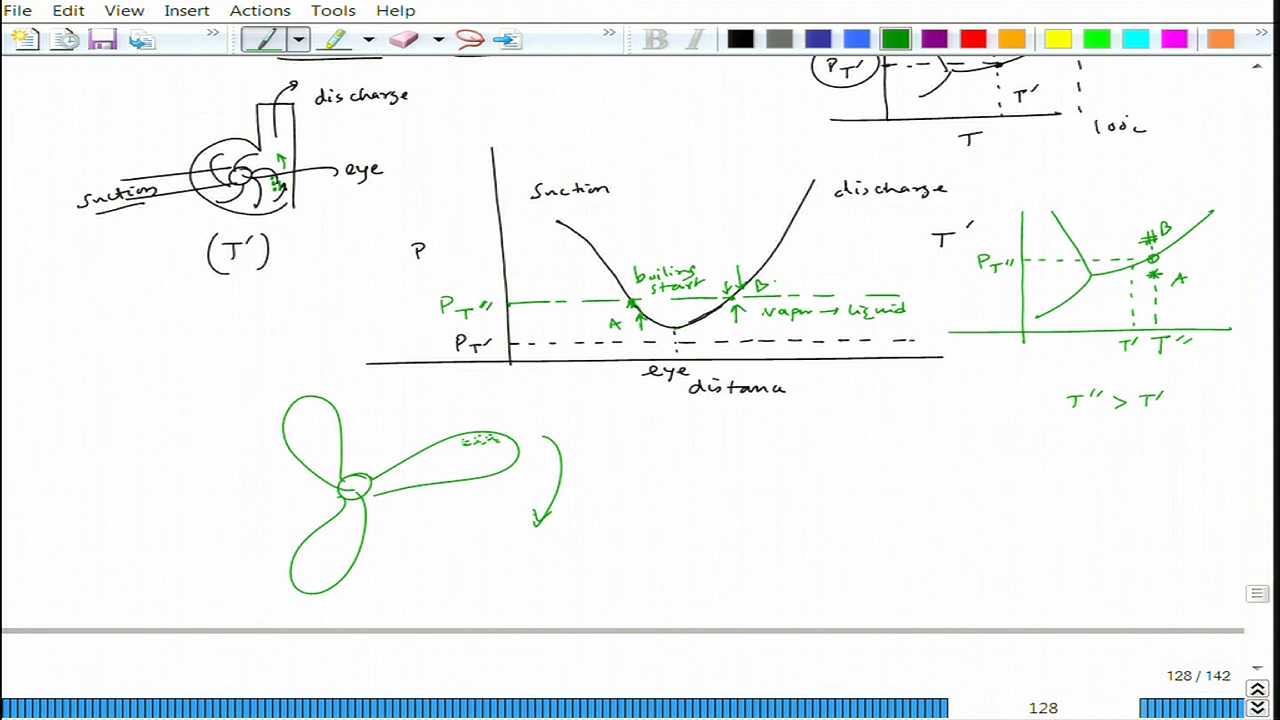 File Edit View Insert Actions Tools Help
B I
discharge
P_T'
T'
T
100°C
suction
eye
(T')
suction
discharge
P
boiling
start
B
P_T''
A
vapor → liquid
P_T'
eye
distance
T'
B
P_T''
A
T' T''
T'' > T'
128 / 142
128